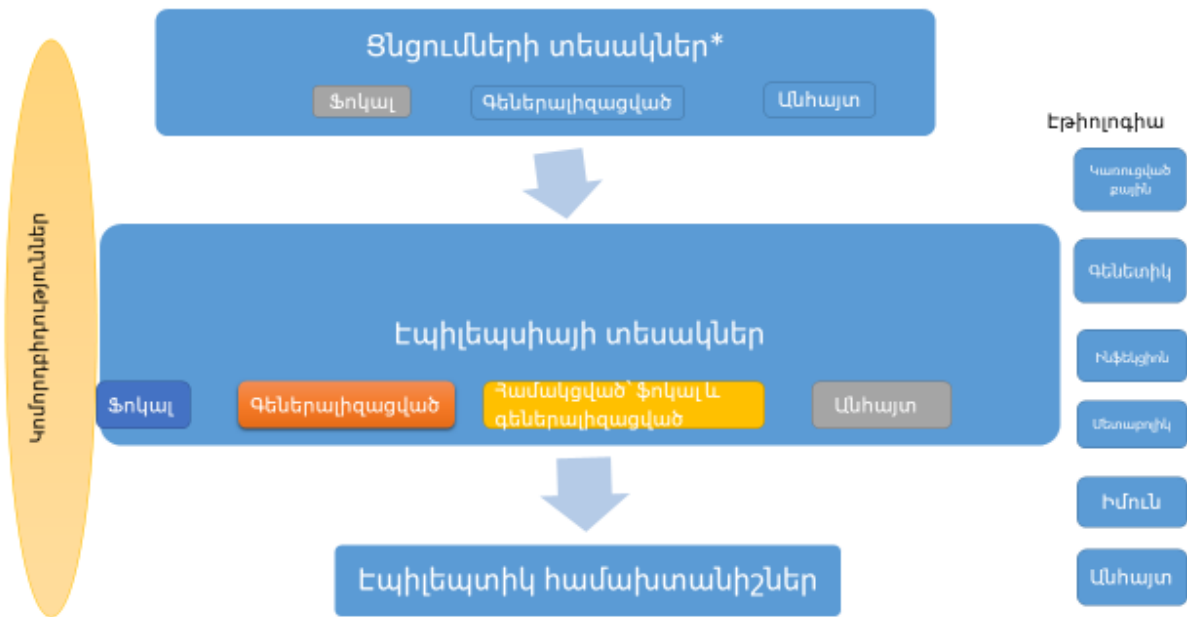 Ցնցումների տեսակներ*
Ֆոկալ
Գեներալիզացված
Անհայտ
Կոմորբիդություններ
Էպիլեպսիայի տեսակներ
Ֆոկալ
Գեներալիզացված
Համակցված՝ ֆոկալ և
գեներալիզացված
Անհայտ
Էպիլեպտիկ համախտանիշներ
Էթիոլոգիա
Կառուցված
քային
Գենետիկ
Ինֆեկցիոն
Մետաբոլիկ
Իմուն
Անհայտ